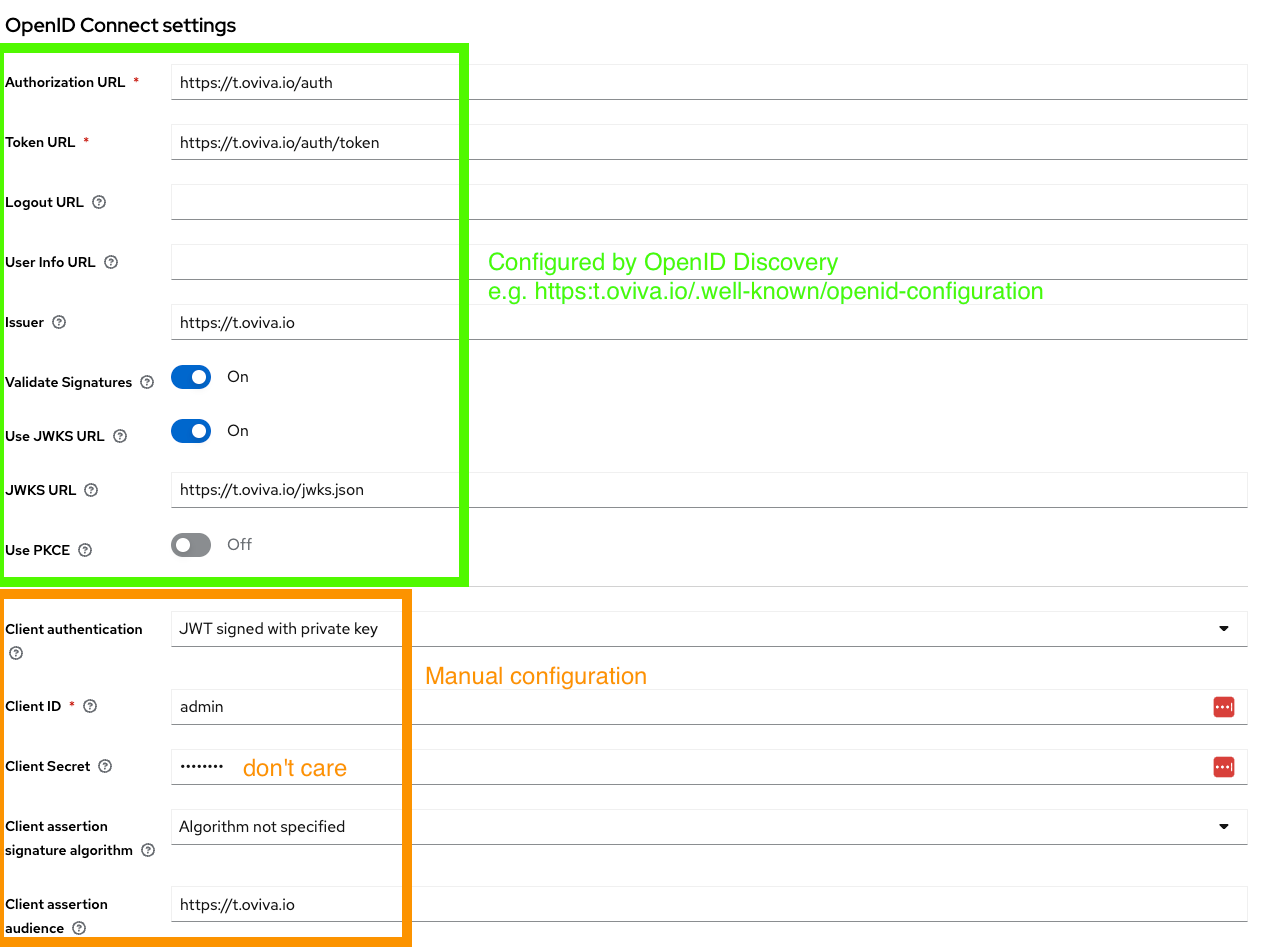 OpenID Connect settings
Authorization URL *
https://t.oviva.io/auth
Token URL *
https://t.oviva.io/auth/token
Logout URL
User Info URL
Configured by OpenID Discovery
e.g. https:t.oviva.io/.well-known/openid-configuration
Issuer
https://t.oviva.io
Validate Signatures
On
Use JWKS URL
On
JWKS URL
https://t.oviva.io/jwks.json
Use PKCE
Off
Client authentication
JWT signed with private key
Manual configuration
Client ID *
admin
Client Secret
••••••••
don't care
Client assertion
signature algorithm
Algorithm not specified
Client assertion
audience
https://t.oviva.io